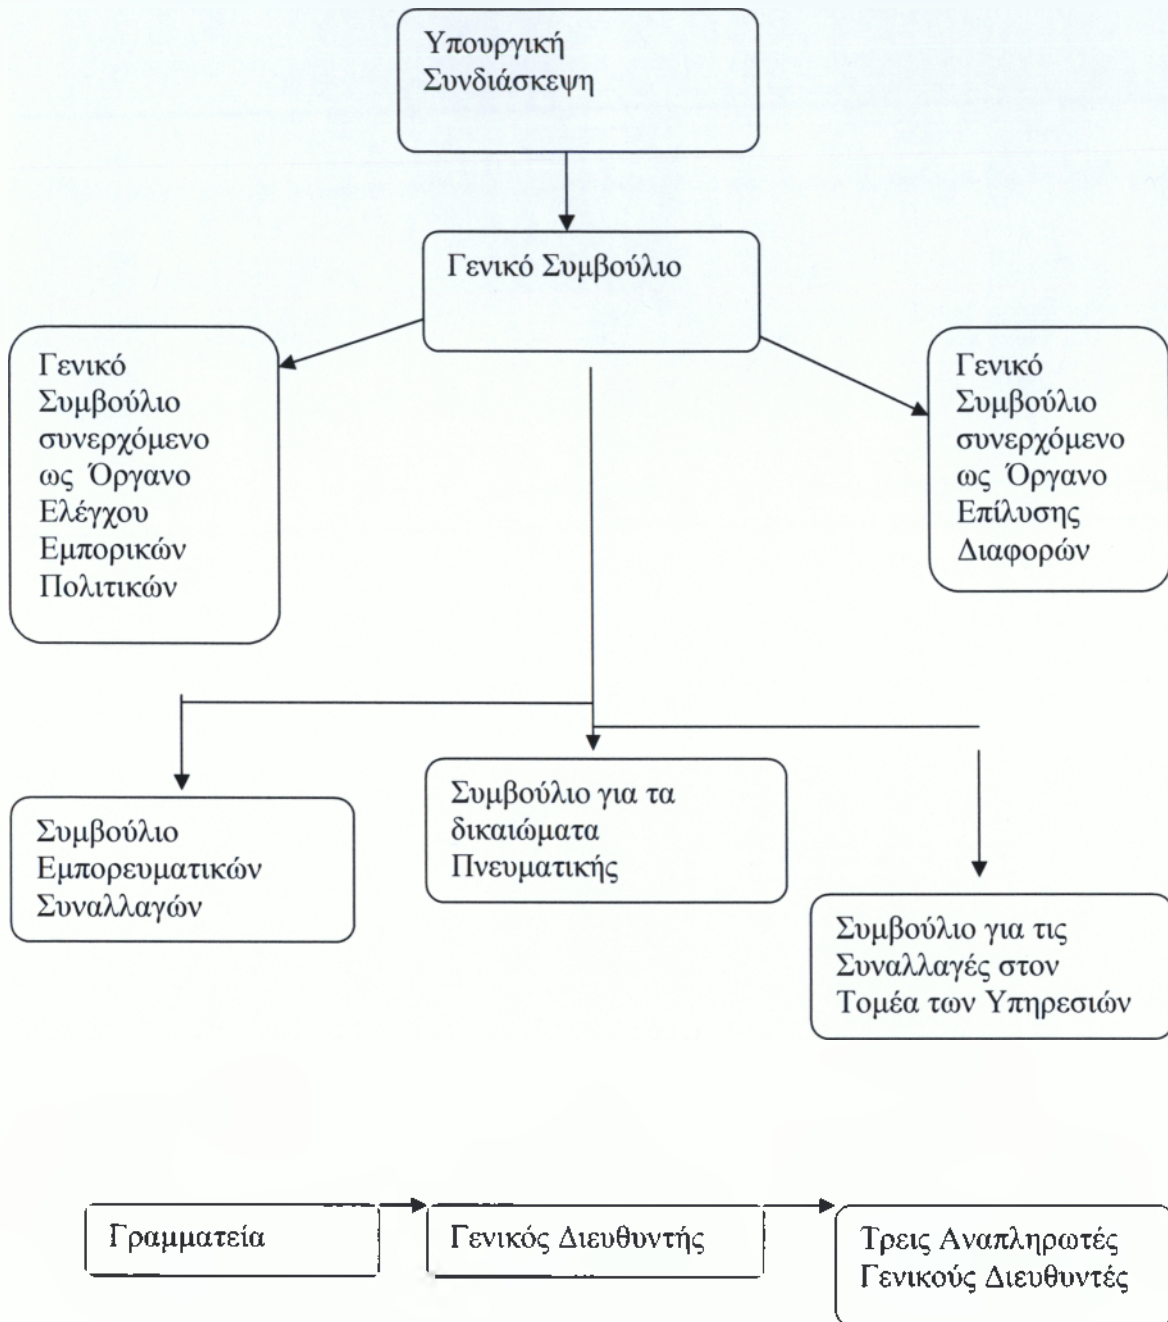 Υπουργική
Συνδιάσκεψη
Γενικό Συμβούλιο
Γενικό
Συμβούλιο
συνερχόμενο
ως Όργανο
Ελέγχου
Εμπορικών
Πολιτικών
Γενικό
Συμβούλιο
συνερχόμενο
ως Όργανο
Επίλυσης
Διαφορών
Συμβούλιο
Εμπορευματικών
Συναλλαγών
Συμβούλιο για τα
δικαιώματα
Πνευματικής
Συμβούλιο για τις
Συναλλαγές στον
Τομέα των Υπηρεσιών
Γραμματεία
Γενικός Διευθυντής
Τρεις Αναπληρωτές
Γενικούς Διευθυντές